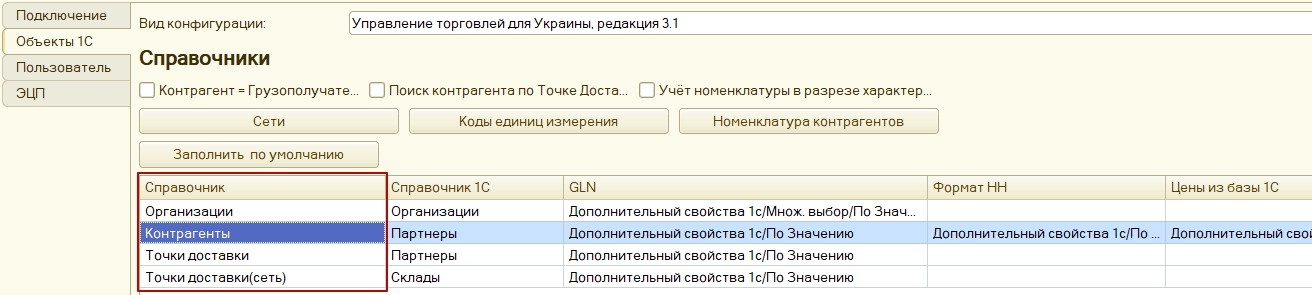 Подключение
Объекты 1С
Пользователь
ЭЦП
Вид конфигурации: Управление торговлей для Украины, редакция 3.1
Справочники
Контрагент = Грузополучате... Поиск контрагента по Точке Доста... Учёт номенклатуры в разрезе характер...
Сети Коды единиц измерения Номенклатура контрагентов
Заполнить по умолчанию
Справочник Справочник 1С GLN Формат НН Цены из базы 1С
Организации Организации Дополнительный свойства 1с/Множ. выбор/По Знач...
Контрагенты Партнеры Дополнительный свойства 1с/По Значению Дополнительный свойства 1с/По ... Дополнительный
Точки доставки Партнеры Дополнительный свойства 1с/По Значению
Точки доставки(сеть) Склады Дополнительный свойства 1с/По Значению